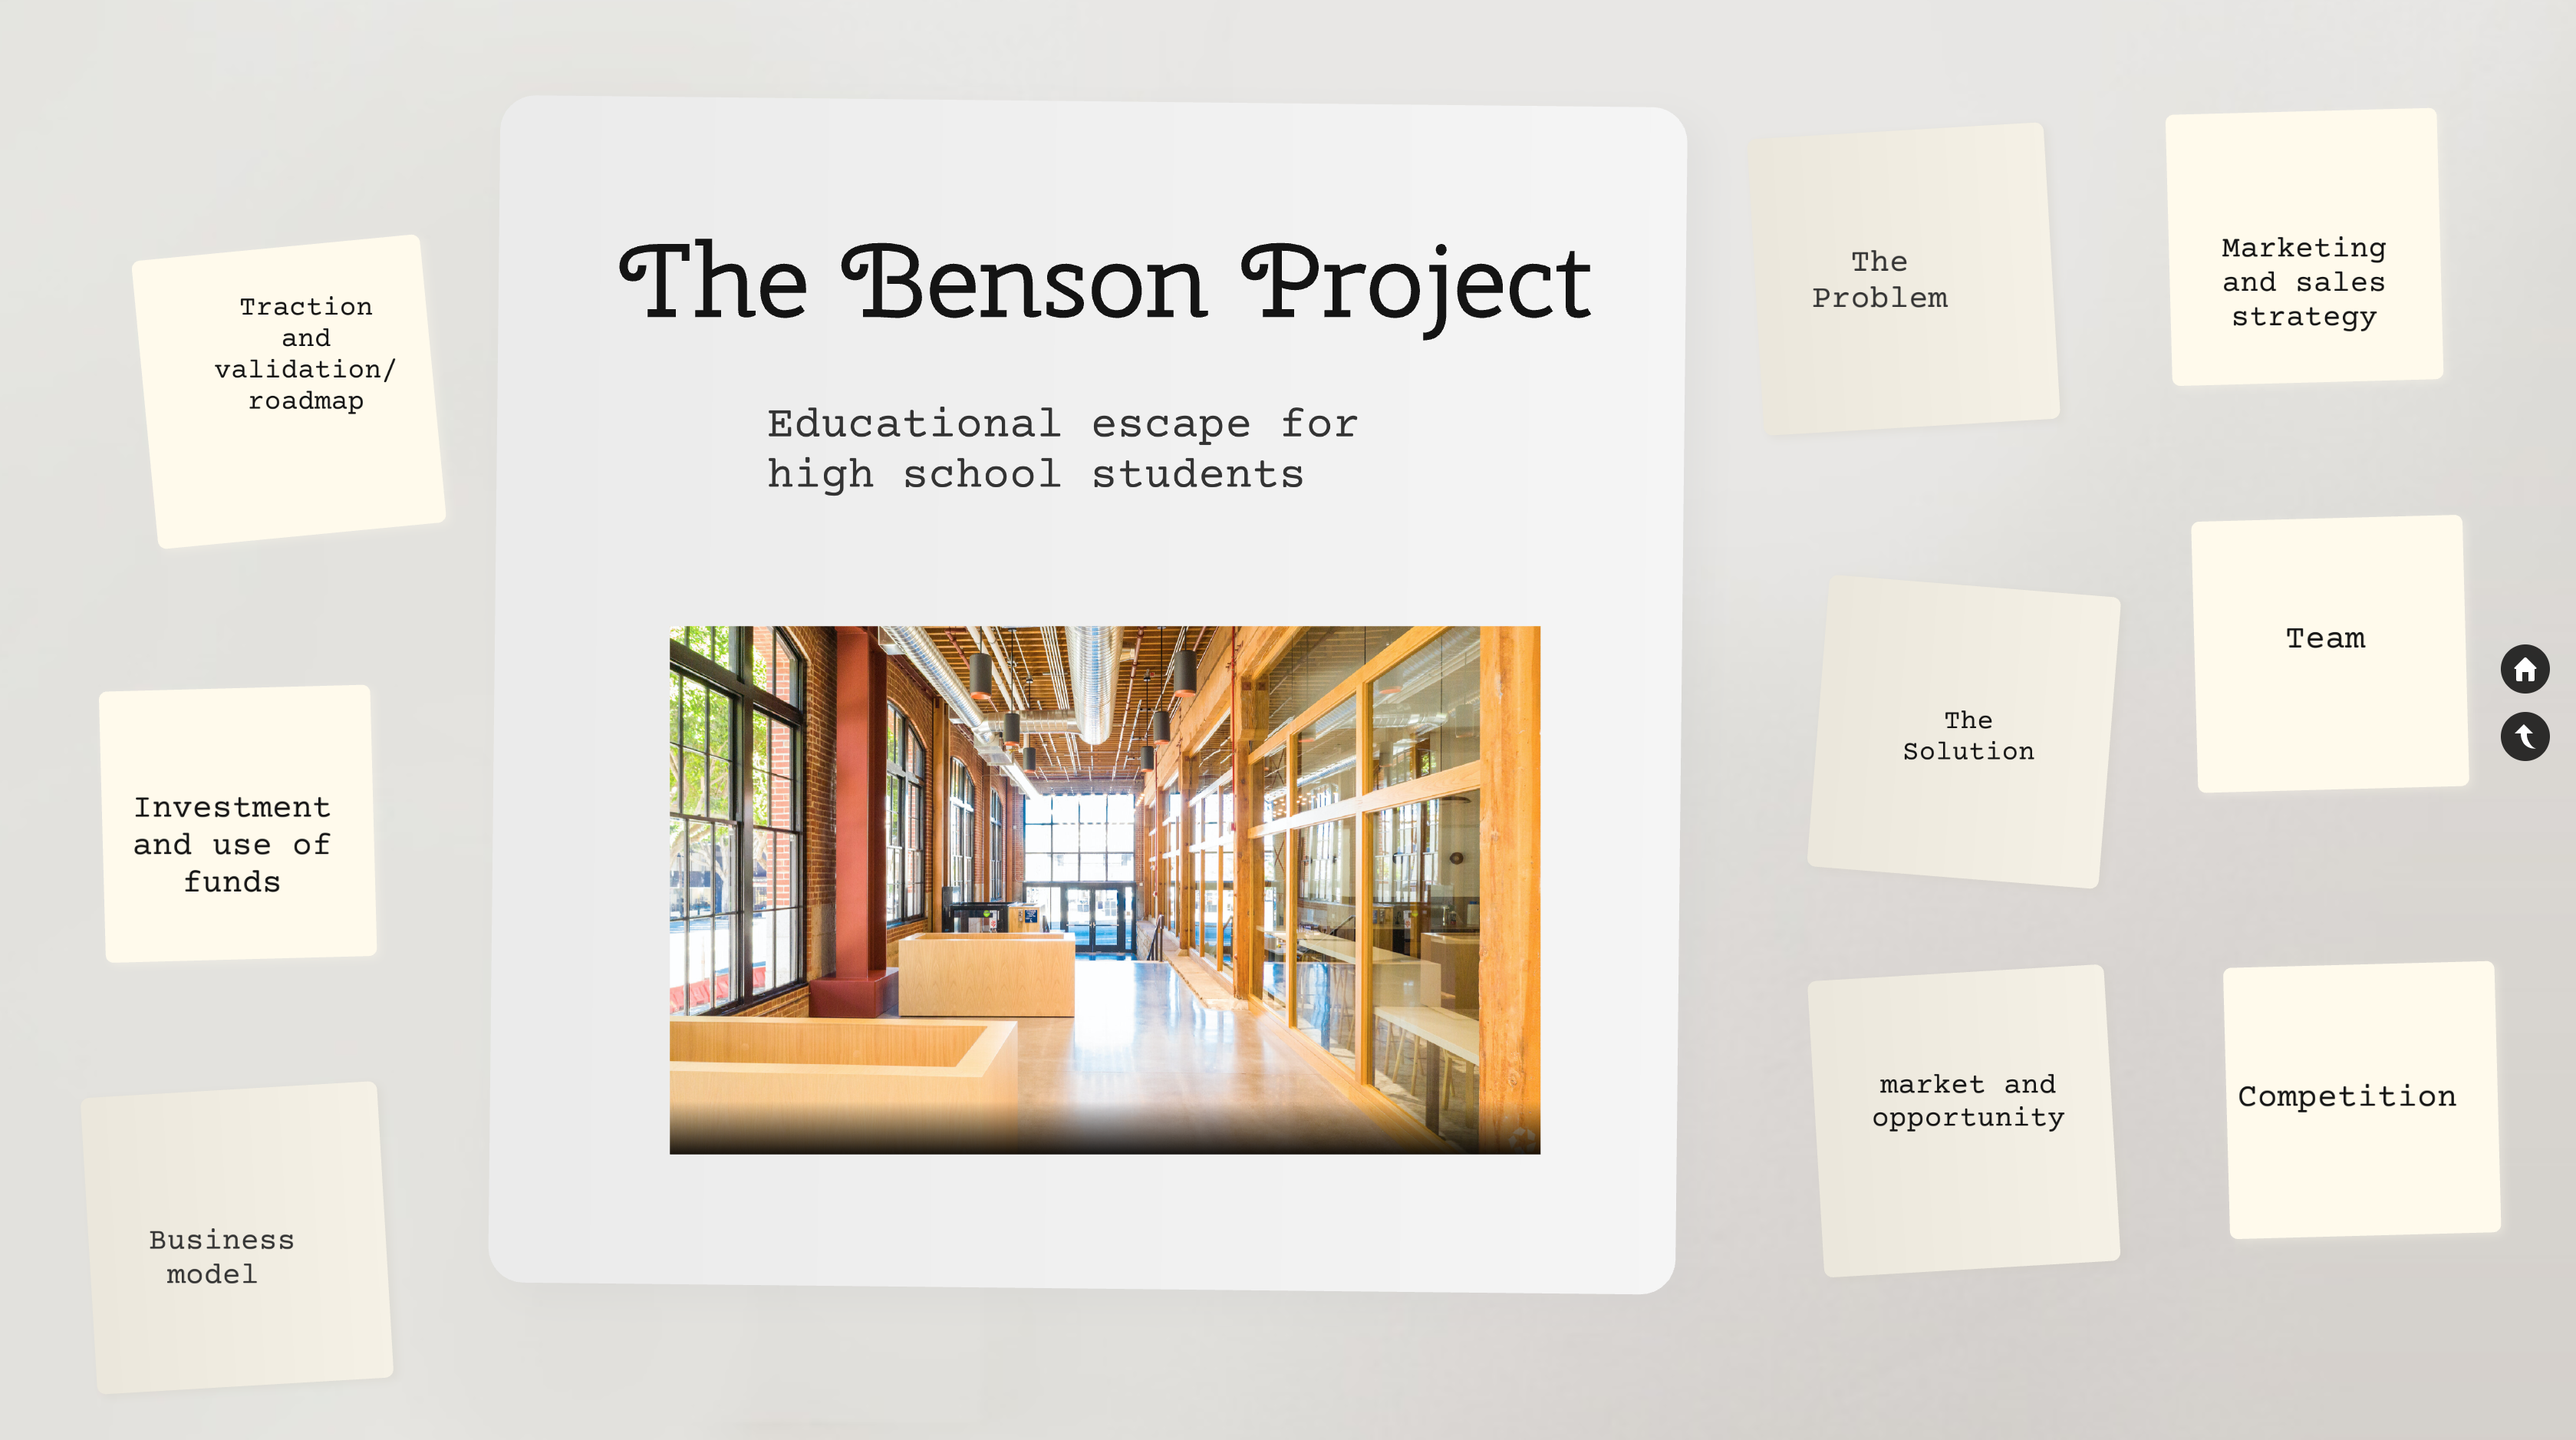 The Benson Project
Educational escape for
high school students
Traction
and
validation/
roadmap
Investment
and use of
funds
Business
model
The
Problem
Marketing
and sales
strategy
The
Solution
Team
market and
opportunity
Competition